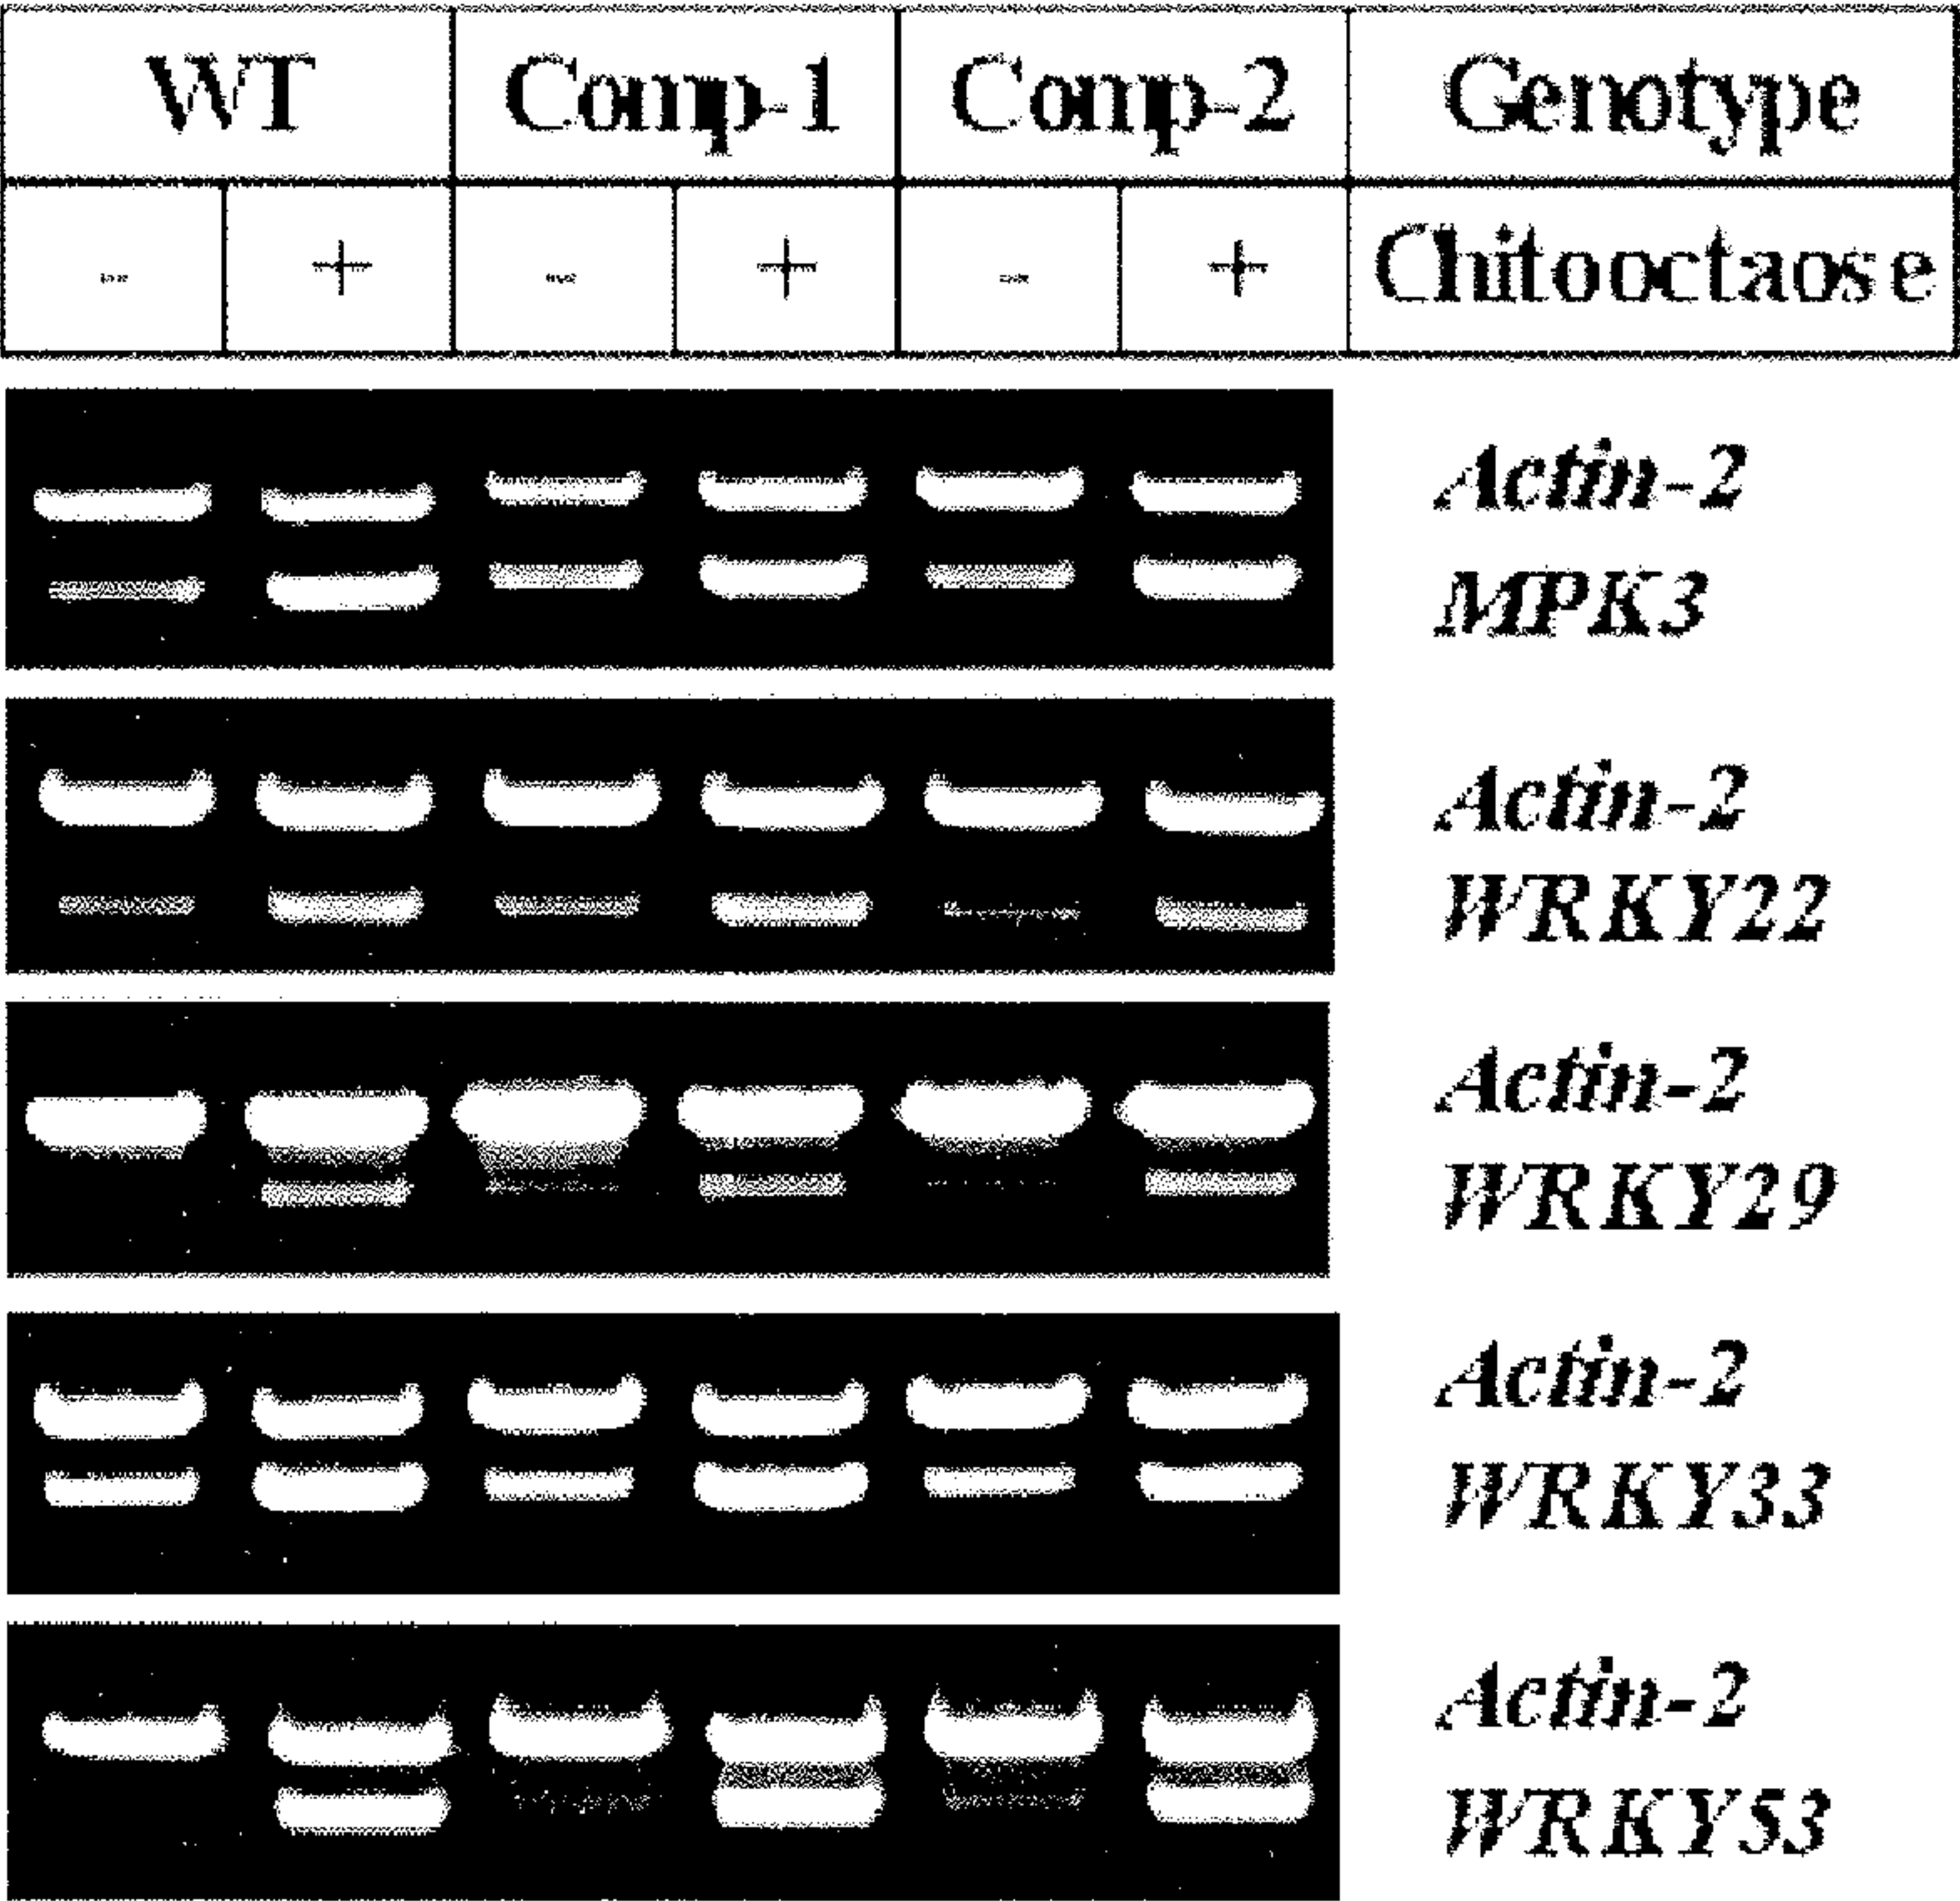 WT Comp-1 Comp-2 Genotype
- + - + - + Chitooctaose
Actin-2
MPK3
Actin-2
WRKY22
Actin-2
WRKY29
Actin-2
WRKY33
Actin-2
WRKY53